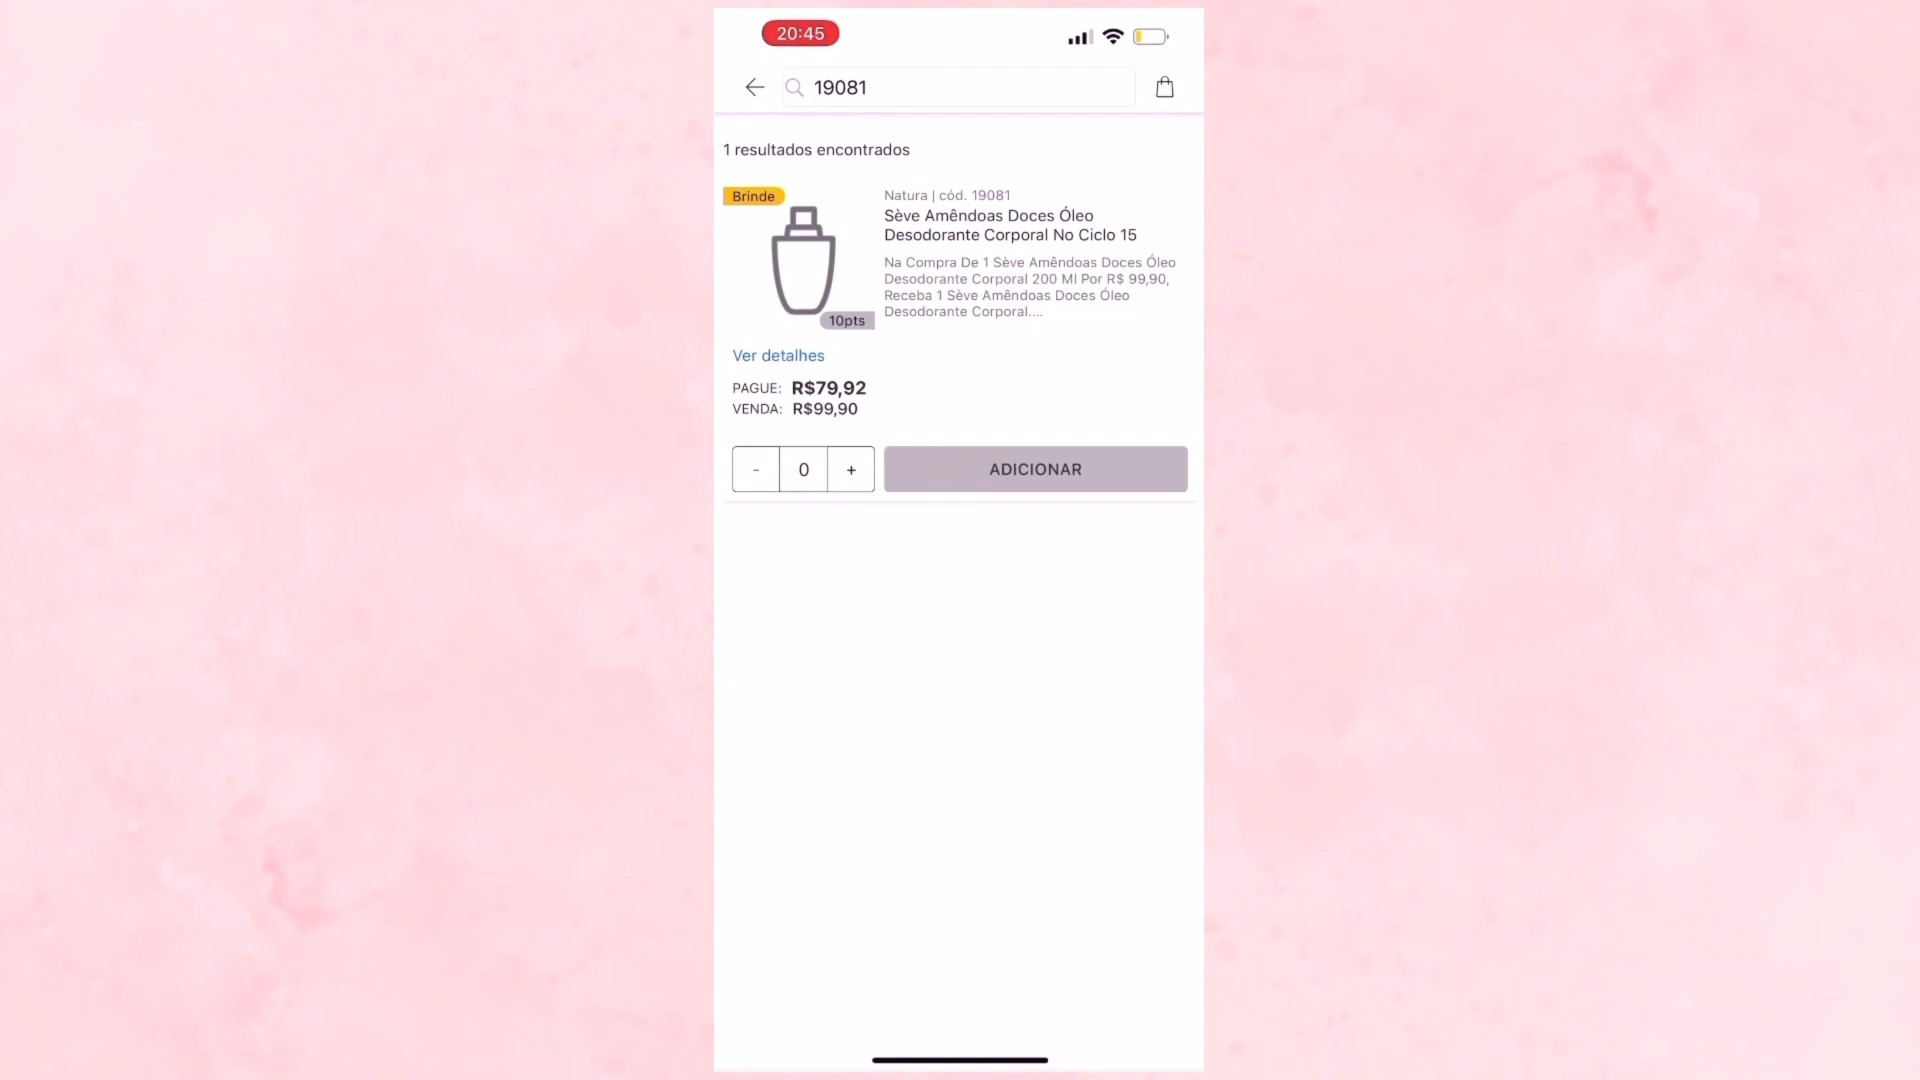 20:45
19081
1 resultados encontrados
Brinde
10pts
Natura | cód. 19081
Sève Amêndoas Doces Óleo
Desodorante Corporal No Ciclo 15
Na Compra De 1 Sève Amêndoas Doces Óleo
Desodorante Corporal 200 Ml Por R$ 99,90,
Receba 1 Sève Amêndoas Doces Óleo
Desodorante Corporal....
Ver detalhes
PAGUE: R$79,92
VENDA: R$99,90
- 0 + ADICIONAR